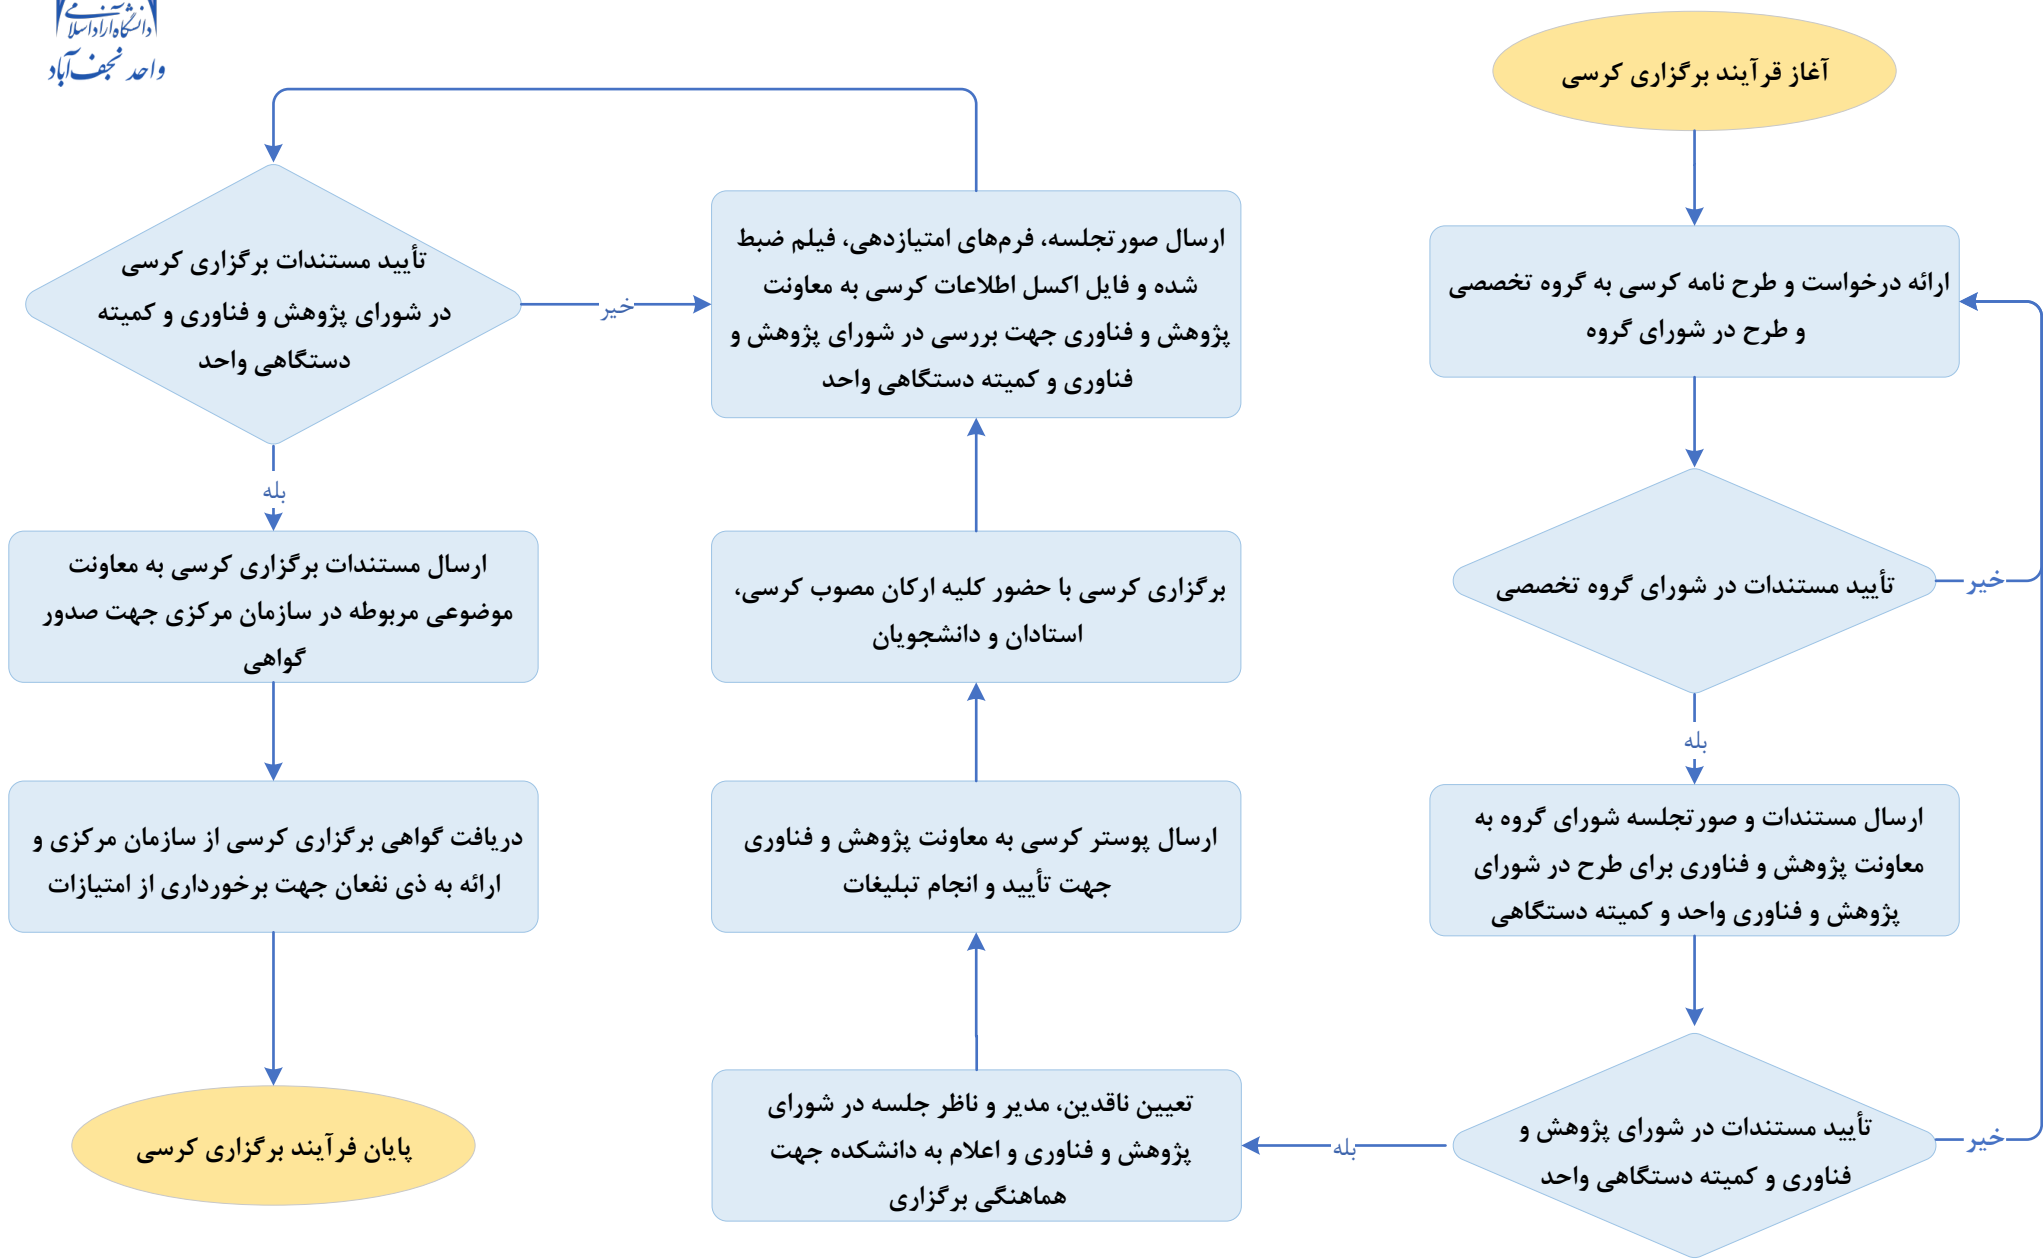 دانشگاه آزاد اسلامی
واحد نجف‌آباد
آغاز قرآیند برگزاری کرسی
ارائه درخواست و طرح نامه کرسی به گروه تخصصی
و طرح در شورای گروه
تأیید مستندات در شورای گروه تخصصی
خیر
بله
ارسال مستندات و صورتجلسه شورای گروه به
معاونت پژوهش و فناوری برای طرح در شورای
پژوهش و فناوری واحد و کمیته دستگاهی
تأیید مستندات در شورای پژوهش و
فناوری و کمیته دستگاهی واحد
خیر
بله
تعیین ناقدین، مدیر و ناظر جلسه در شورای
پژوهش و فناوری و اعلام به دانشکده جهت
هماهنگی برگزاری
ارسال پوستر کرسی به معاونت پژوهش و فناوری
جهت تأیید و انجام تبلیغات
برگزاری کرسی با حضور کلیه ارکان مصوب کرسی،
استادان و دانشجویان
ارسال صورتجلسه، فرم‌های امتیازدهی، فیلم ضبط
شده و فایل اکسل اطلاعات کرسی به معاونت
پژوهش و فناوری جهت بررسی در شورای پژوهش و
فناوری و کمیته دستگاهی واحد
تأیید مستندات برگزاری کرسی
در شورای پژوهش و فناوری و کمیته
دستگاهی واحد
خیر
بله
ارسال مستندات برگزاری کرسی به معاونت
موضوعی مربوطه در سازمان مرکزی جهت صدور
گواهی
دریافت گواهی برگزاری کرسی از سازمان مرکزی و
ارائه به ذی نفعان جهت برخورداری از امتیازات
پایان فرآیند برگزاری کرسی